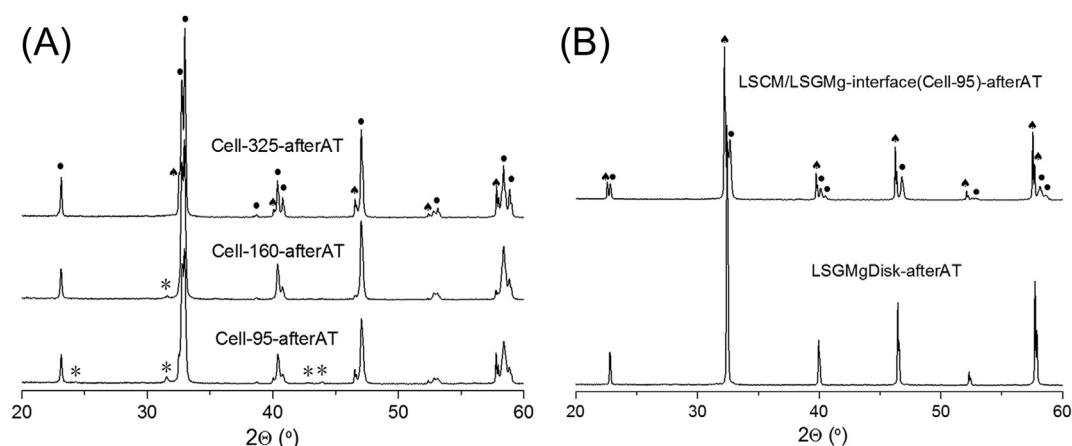 (A)
Cell-325-afterAT
Cell-160-afterAT
*
Cell-95-afterAT
* * * *
20 30 40 50 60
2Θ (º)
(B)
LSCM/LSGMg-interface(Cell-95)-afterAT
LSGMgDisk-afterAT
20 30 40 50 60
2Θ (º)